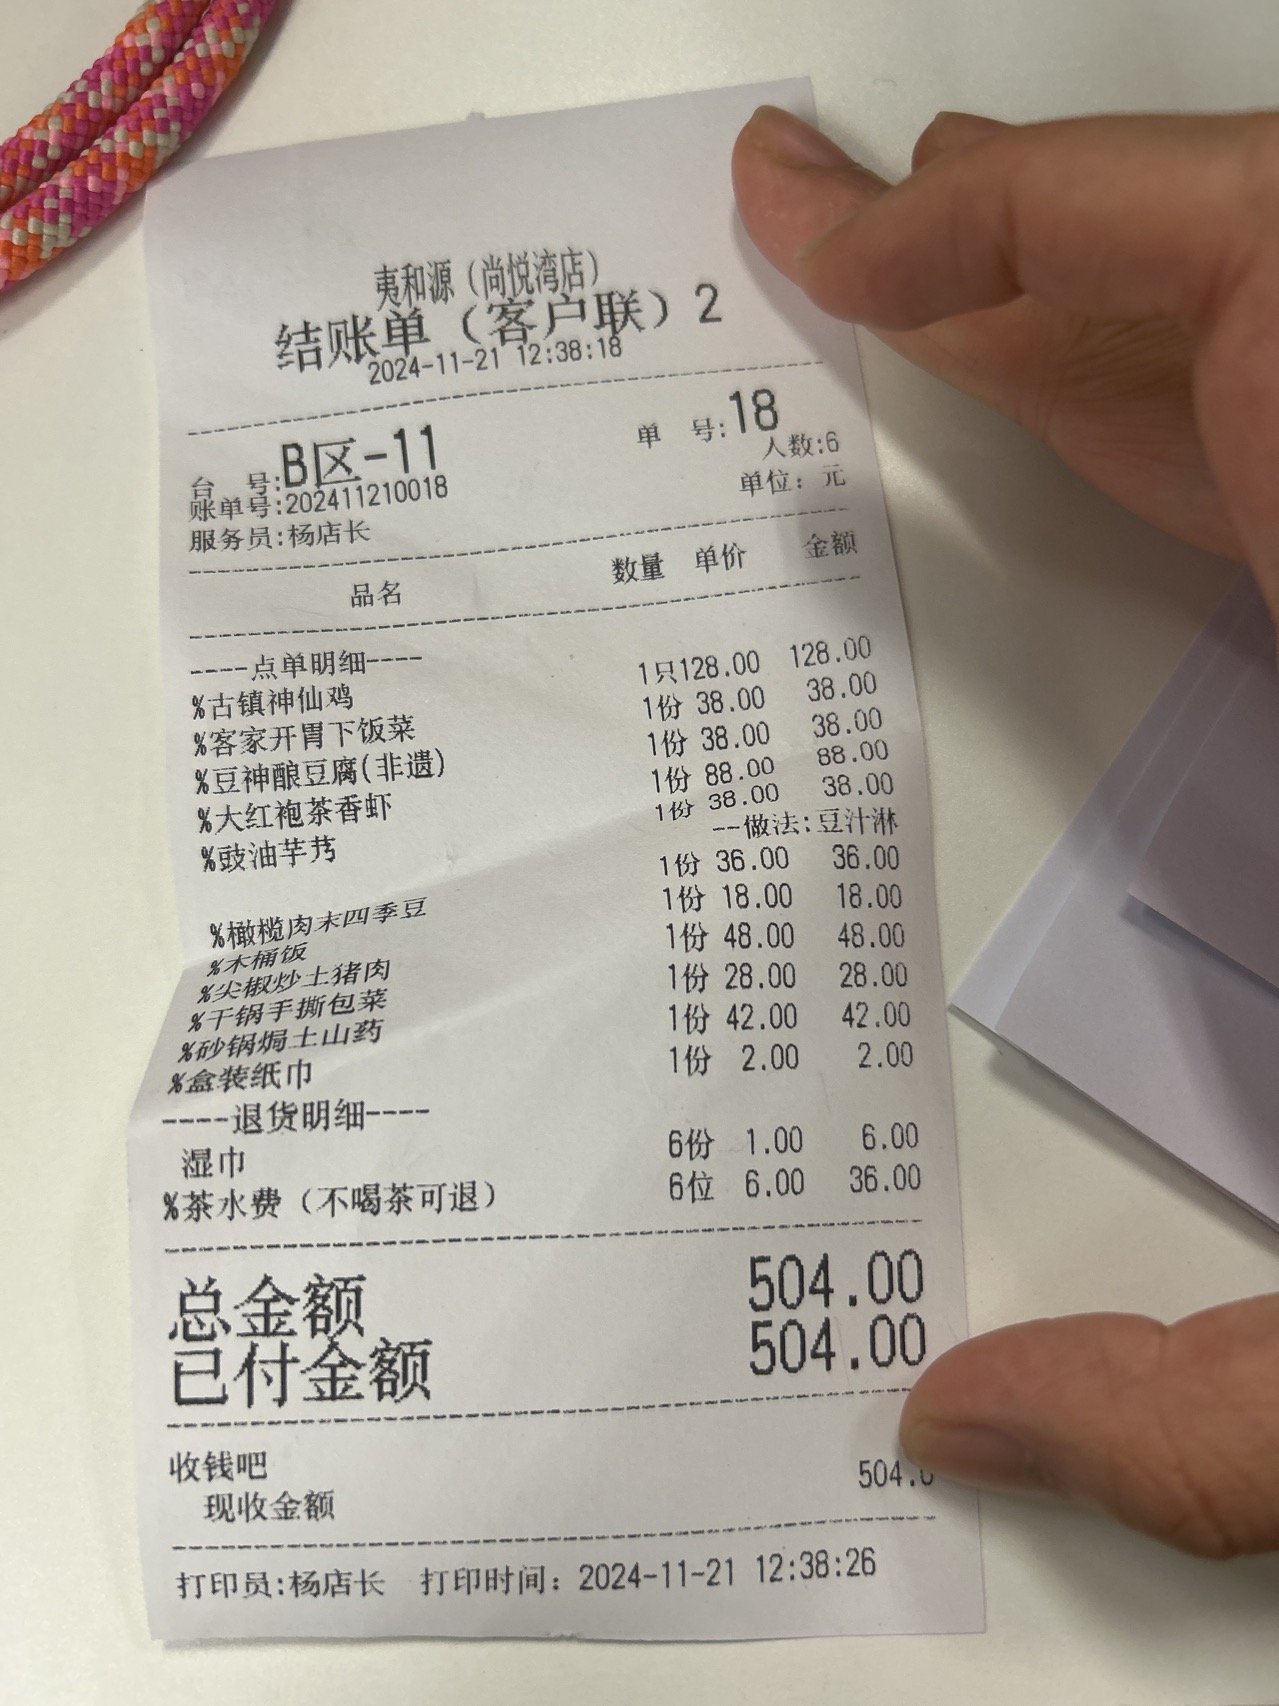 夷和源（尚悦湾店）
结账单（客户联）2
2024-11-21 12:38:18
台 号:B区-11 单 号:18
人数:6
账单号:202411210018 单位：元
服务员:杨店长
品名 数量 单价 金额
----点单明细----
%古镇神仙鸡 1只128.00 128.00
%客家开胃下饭菜 1份 38.00 38.00
%豆神酿豆腐(非遗) 1份 38.00 38.00
%大红袍茶香虾 1份 88.00 88.00
%豉油芋艿 1份 38.00 38.00
--做法:豆汁淋
%橄榄肉末四季豆 1份 36.00 36.00
%木桶饭 1份 18.00 18.00
%尖椒炒土猪肉 1份 48.00 48.00
%干锅手撕包菜 1份 28.00 28.00
%砂锅焗土山药 1份 42.00 42.00
%盒装纸巾 1份 2.00 2.00
----退货明细----
湿巾 6份 1.00 6.00
%茶水费（不喝茶可退） 6位 6.00 36.00
总金额 504.00
已付金额 504.00
收钱吧
现收金额 504.0
打印员:杨店长 打印时间：2024-11-21 12:38:26